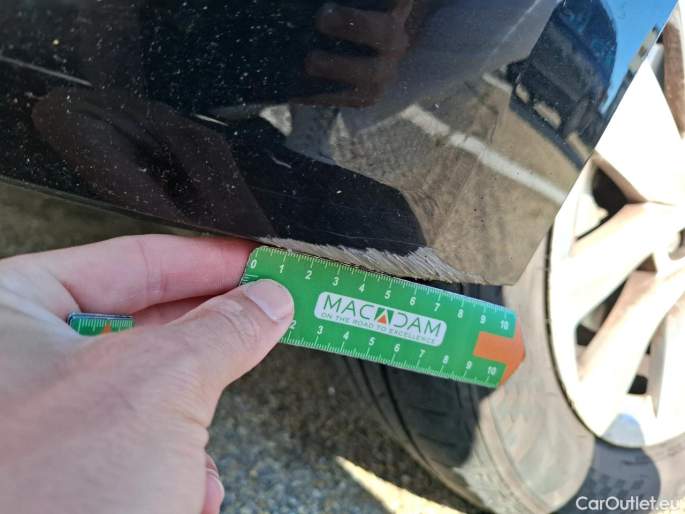 0 1 2 3 4 5 6 7 8 9 10
MACADAM
ON THE ROAD TO EXCELLENCE
2 3 4 5 6 7 8 9 10
CarOutlet.eu